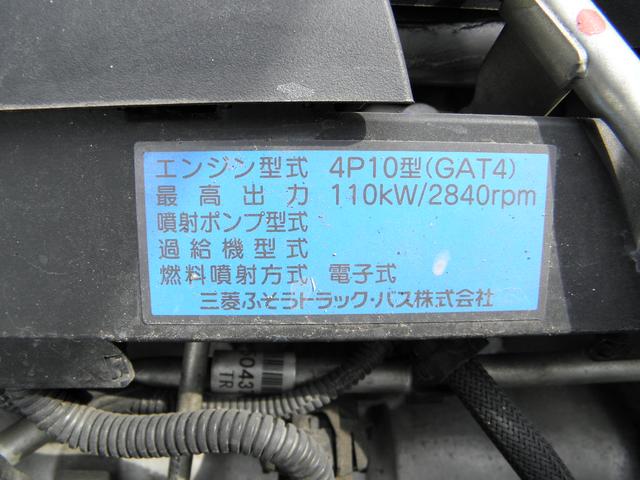 エンジン型式 4P10型(GAT4)
最高出力 110kW/2840rpm
噴射ポンプ型式
過給機型式
燃料噴射方式 電子式
三菱ふそうトラック・バス株式会社
TR